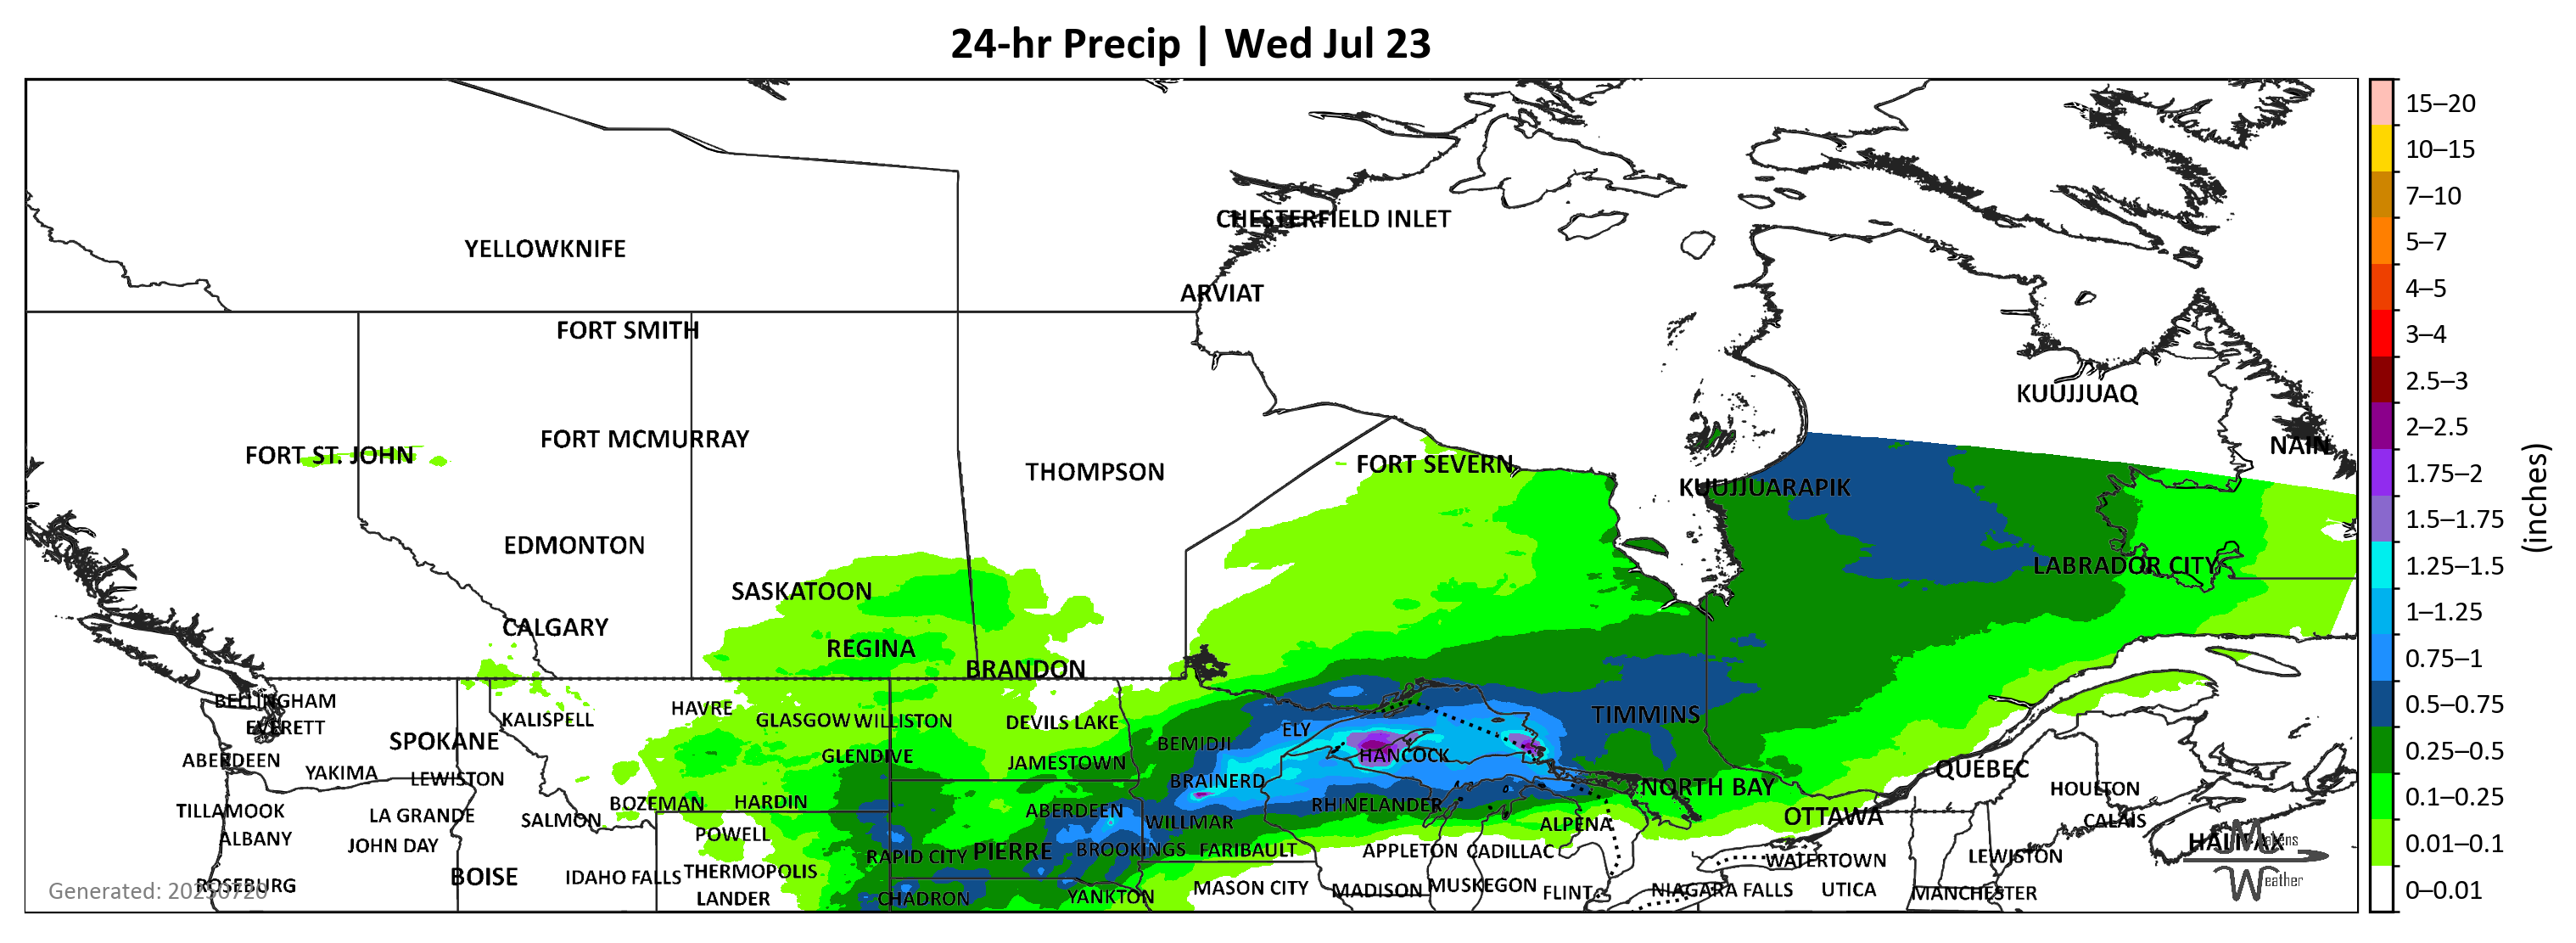 24-hr Precip | Wed Jul 23
15–20
10–15
CHESTERFIELD INLET
7–10
YELLOWKNIFE
5–7
ARVIAT
4–5
FORT SMITH
3–4
KUUJJUAQ
2.5–3
FORT MCMURRAY
2–2.5
NAIN
FORT ST. JOHN
FORT SEVERN
THOMPSON
1.75–2
KUUJJUARAPIK
(inches)
1.5–1.75
EDMONTON
LABRADOR CITY
1.25–1.5
SASKATOON
1–1.25
CALGARY
REGINA
0.75–1
BRANDON
BELLINGHAM
HAVRE
0.5–0.75
TIMMINS
KALISPELL
GLASGOW
WILLISTON
DEVILS LAKE
EVERETT
ELY
SPOKANE
BEMIDJI
0.25–0.5
HANCOCK
GLENDIVE
ABERDEEN
JAMESTOWN
QUÉBEC
YAKIMA
LEWISTON
BRAINERD
NORTH BAY
HOULTON
0.1–0.25
BOZEMAN
HARDIN
RHINELANDER
TILLAMOOK
LA GRANDE
SALMON
ABERDEEN
WILLMAR
ALPENA
OTTAWA
CALAIS
POWELL
ALBANY
JOHN DAY
HALIFAX
Mavens
0.01–0.1
RAPID CITY
PIERRE
BROOKINGS
FARIBAULT
APPLETON
CADILLAC
WATERTOWN
LEWISTON
BOISE
IDAHO FALLS
THERMOPOLIS
Weather
ROSEBURG
Generated: 20250720
LANDER
CHADRON
YANKTON
MASON CITY
MADISON
MUSKEGON
FLINT
NIAGARA FALLS
UTICA
MANCHESTER
0–0.01